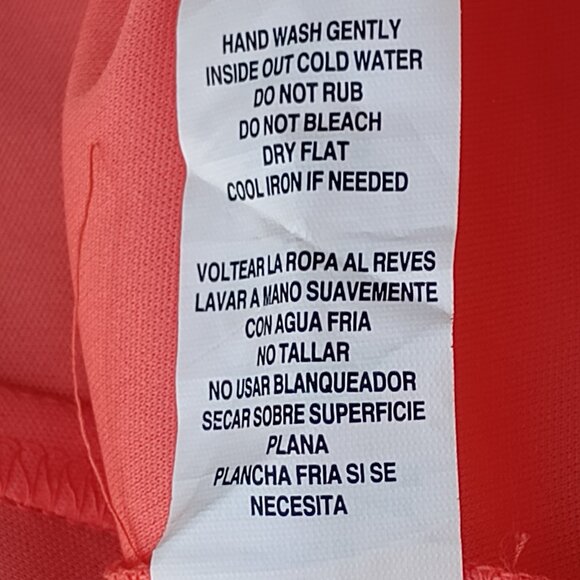 HAND WASH GENTLY
INSIDE OUT COLD WATER
DO NOT RUB
DO NOT BLEACH
DRY FLAT
COOL IRON IF NEEDED
VOLTEAR LA ROPA AL REVES
LAVAR A MANO SUAVEMENTE
CON AGUA FRIA
NO TALLAR
NO USAR BLANQUEADOR
SECAR SOBRE SUPERFICIE
PLANA
PLANCHA FRIA SI SE
NECESITA